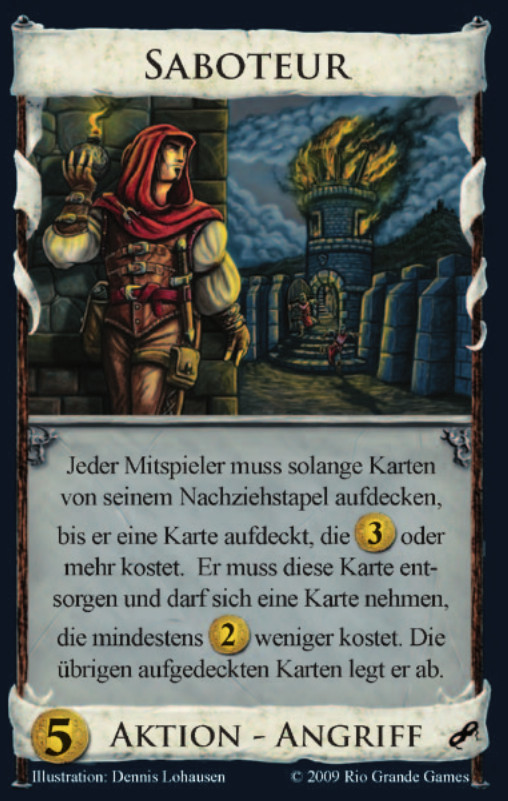 SABOTEUR
Jeder Mitspieler muss solange Karten
von seinem Nachziehstapel aufdecken,
bis er eine Karte aufdeckt, die 3 oder
mehr kostet. Er muss diese Karte ent-
sorgen und darf sich eine Karte nehmen,
die mindestens 2 weniger kostet. Die
übrigen aufgedeckten Karten legt er ab.
5 AKTION - ANGRIFF
Illustration: Dennis Lohausen © 2009 Rio Grande Games